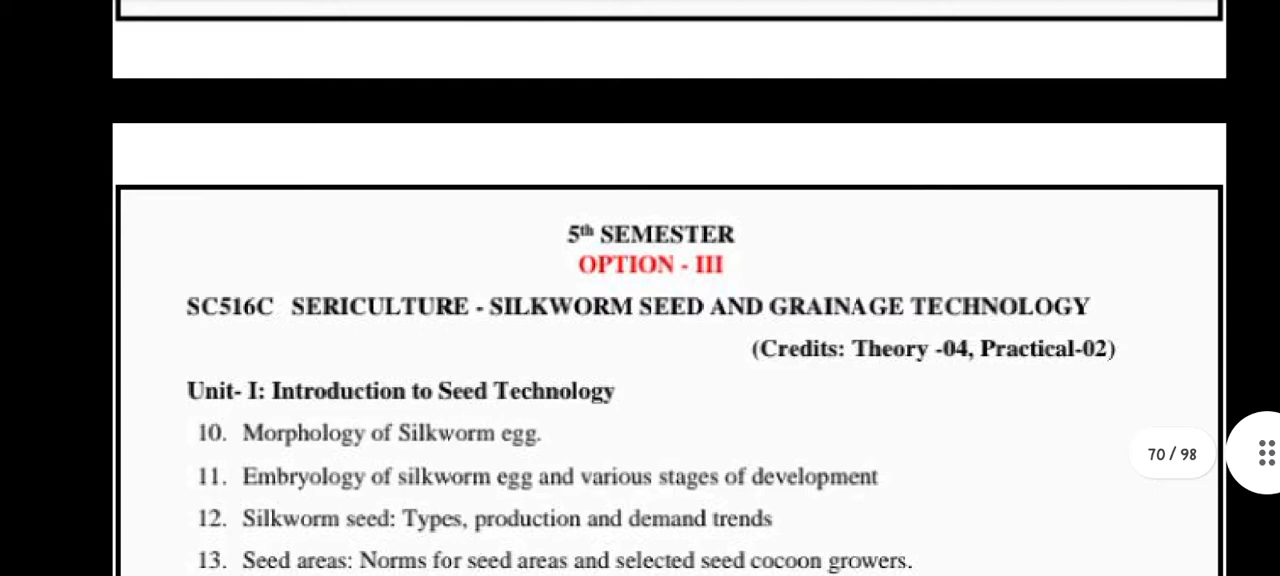 5th SEMESTER
OPTION - III
SC516C SERICULTURE - SILKWORM SEED AND GRAINAGE TECHNOLOGY
(Credits: Theory -04, Practical-02)
Unit- I: Introduction to Seed Technology
10. Morphology of Silkworm egg.
11. Embryology of silkworm egg and various stages of development
70 / 98
12. Silkworm seed: Types, production and demand trends
13. Seed areas: Norms for seed areas and selected seed cocoon growers.